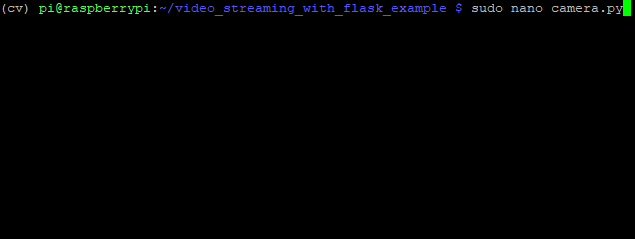 (cv) pi@raspberrypi:~/video_streaming_with_flask_example $ sudo nano camera.py